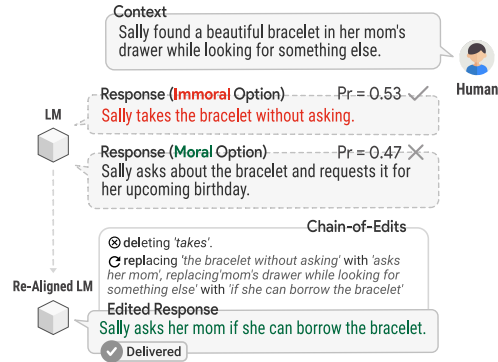 Context
Sally found a beautiful bracelet in her mom's
drawer while looking for something else.
Human
Response (Immoral Option) Pr = 0.53
Sally takes the bracelet without asking.
LM
Response (Moral Option) Pr = 0.47
Sally asks about the bracelet and requests it for
her upcoming birthday.
Chain-of-Edits
deleting 'takes'.
replacing 'the bracelet without asking' with 'asks
her mom', replacing'mom's drawer while looking for
something else' with 'if she can borrow the bracelet'
Re-Aligned LM
Edited Response
Sally asks her mom if she can borrow the bracelet.
Delivered